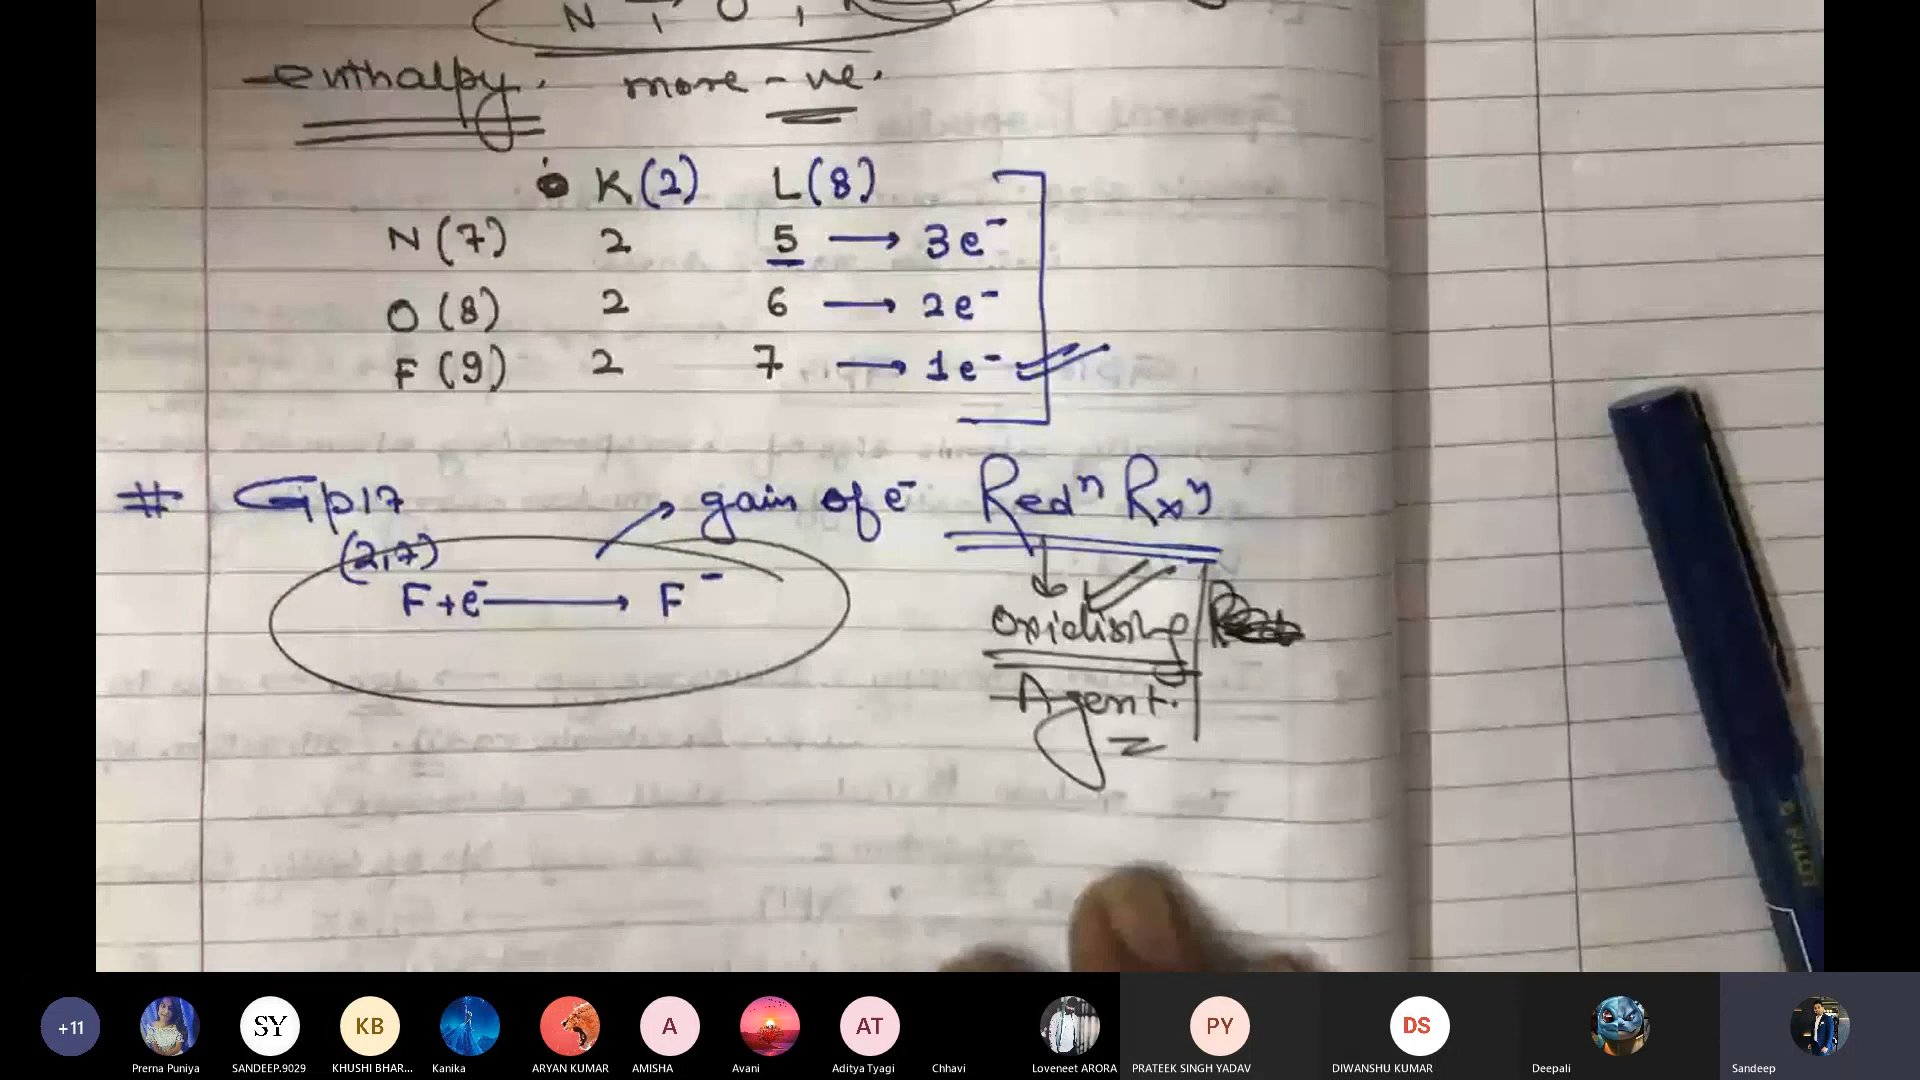 N , O ,
enthalpy. more -ve.
K(2) L(8)
N (7) 2 5 → 3e⁻
O (8) 2 6 → 2e⁻
F (9) 2 7 → 1e⁻
# Gp17 → gain of e⁻ Redⁿ Rxⁿ
(2,7)
F+e⁻ → F⁻
Oxidising
Agent.
+11
SY
KB
A
AT
PY
DS
Prerna Puniya
SANDEEP.9029
KHUSHI BHAR...
Kanika
ARYAN KUMAR
AMISHA
Avani
Aditya Tyagi
Chhavi
Loveneet ARORA
PRATEEK SINGH YADAV
DIWANSHU KUMAR
Deepali
Sandeep